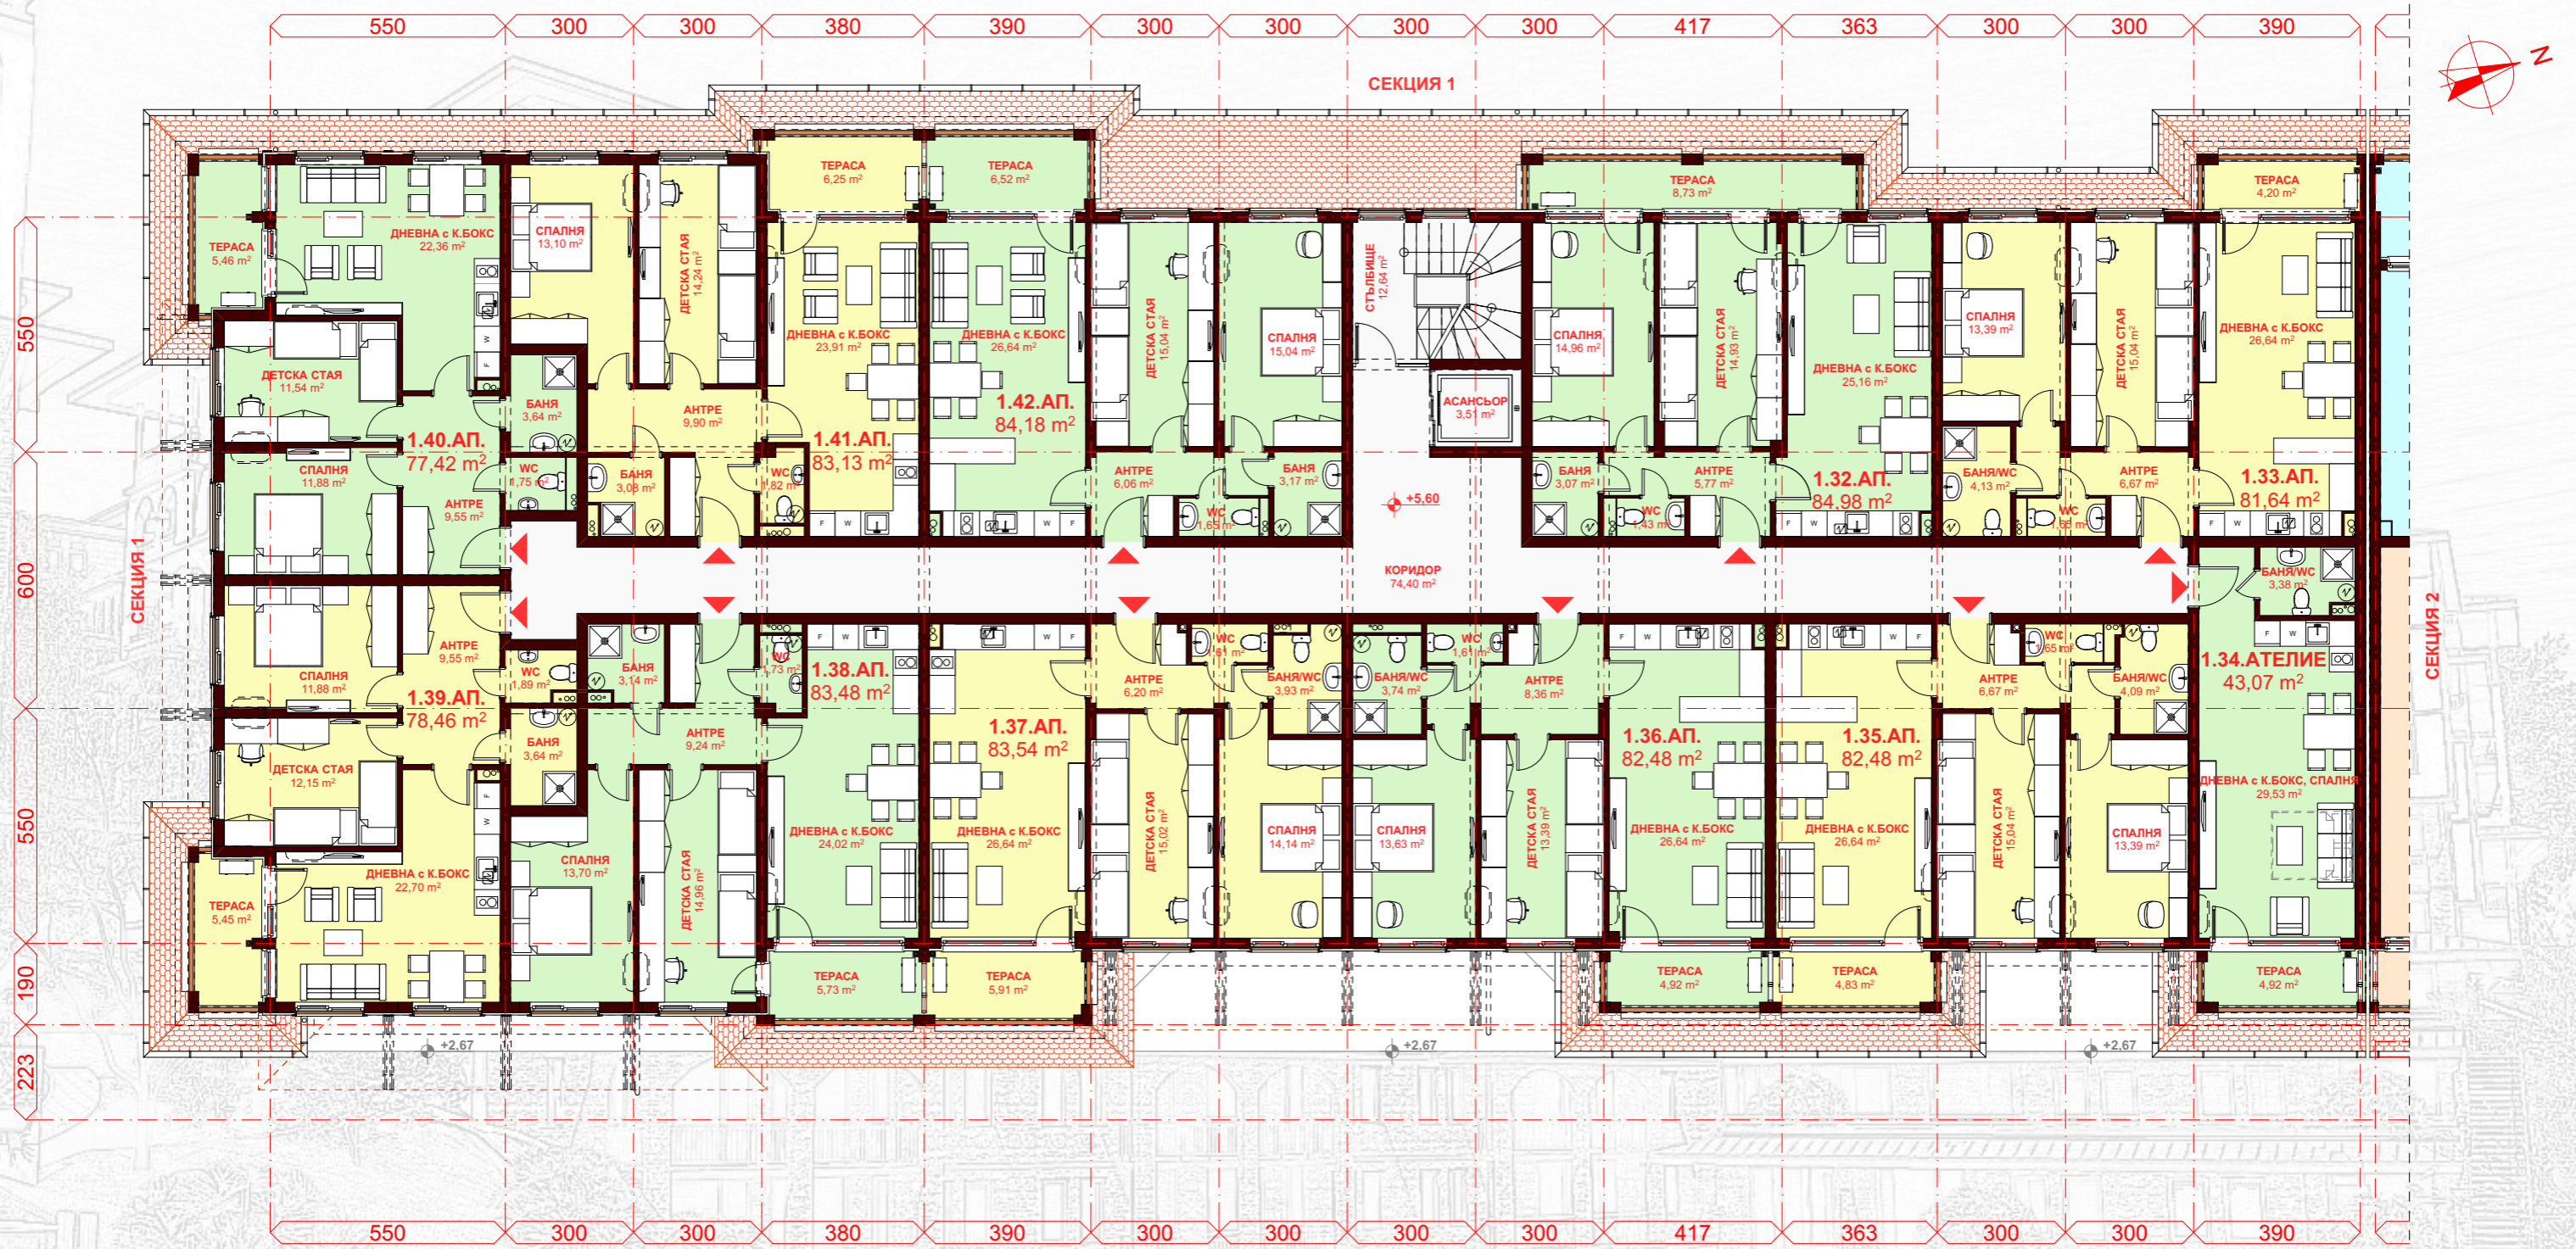 550 300 300 380 390 300 300 300 300 417 363 300 300 390
N
СЕКЦИЯ 1
ТЕРАСА
6,25 m²
ТЕРАСА
6,52 m²
ТЕРАСА
8,73 m²
ТЕРАСА
4,20 m²
ТЕРАСА
5,46 m²
ДНЕВНА с К.БОКС
22,36 m²
СПАЛНЯ
13,10 m²
ДЕТСКА СТАЯ
14,24 m²
ДНЕВНА с К.БОКС
23,91 m²
ДНЕВНА с К.БОКС
26,64 m²
ДЕТСКА СТАЯ
15,04 m²
СПАЛНЯ
15,04 m²
СТЪЛБИЩЕ
12,64 m²
АСАНСЬОР
3,51 m²
СПАЛНЯ
14,96 m²
ДЕТСКА СТАЯ
14,93 m²
ДНЕВНА с К.БОКС
25,16 m²
СПАЛНЯ
13,39 m²
ДЕТСКА СТАЯ
15,04 m²
ДНЕВНА с К.БОКС
26,64 m²
ДЕТСКА СТАЯ
11,54 m²
БАНЯ
3,64 m²
АНТРЕ
9,90 m²
1.40.АП.
77,42 m²
1.41.АП.
83,13 m²
1.42.АП.
84,18 m²
1.32.АП.
84,98 m²
1.33.АП.
81,64 m²
СПАЛНЯ
11,88 m²
АНТРЕ
9,55 m²
WC
1,75 m²
БАНЯ
3,08 m²
WC
1,82 m²
АНТРЕ
6,06 m²
WC
1,65 m²
БАНЯ
3,17 m²
+5,60
БАНЯ
3,07 m²
WC
1,43 m²
АНТРЕ
5,77 m²
БАНЯ/WC
4,13 m²
WC
АНТРЕ
6,67 m²
КОРИДОР
74,40 m²
БАНЯ/WC
3,38 m²
СЕКЦИЯ 1
СЕКЦИЯ 2
550
600
550
190
223
СПАЛНЯ
11,88 m²
АНТРЕ
9,55 m²
WC
1,89 m²
БАНЯ
3,14 m²
WC
1,73 m²
1.38.АП.
83,48 m²
АНТРЕ
6,20 m²
WC
1,61 m²
БАНЯ/WC
3,93 m²
БАНЯ/WC
3,74 m²
WC
1,61 m²
АНТРЕ
8,36 m²
АНТРЕ
6,67 m²
WC
1,65 m²
БАНЯ/WC
4,09 m²
1.34.АТЕЛИЕ
43,07 m²
1.39.АП.
78,46 m²
БАНЯ
3,64 m²
АНТРЕ
9,24 m²
1.37.АП.
83,54 m²
1.36.АП.
82,48 m²
1.35.АП.
82,48 m²
ДЕТСКА СТАЯ
12,15 m²
ДНЕВНА с К.БОКС
22,70 m²
СПАЛНЯ
13,70 m²
ДЕТСКА СТАЯ
14,96 m²
ДНЕВНА с К.БОКС
24,02 m²
ДНЕВНА с К.БОКС
26,64 m²
ДЕТСКА СТАЯ
15,02 m²
СПАЛНЯ
14,14 m²
СПАЛНЯ
13,63 m²
ДЕТСКА СТАЯ
13,39 m²
ДНЕВНА с К.БОКС
26,64 m²
ДНЕВНА с К.БОКС
26,64 m²
ДЕТСКА СТАЯ
15,04 m²
СПАЛНЯ
13,39 m²
ДНЕВНА с К.БОКС, СПАЛНЯ
29,53 m²
ТЕРАСА
5,45 m²
ТЕРАСА
5,73 m²
ТЕРАСА
5,91 m²
ТЕРАСА
4,92 m²
ТЕРАСА
4,83 m²
ТЕРАСА
4,92 m²
+2,67
+2,67
+2,67
550 300 300 380 390 300 300 300 300 417 363 300 300 390